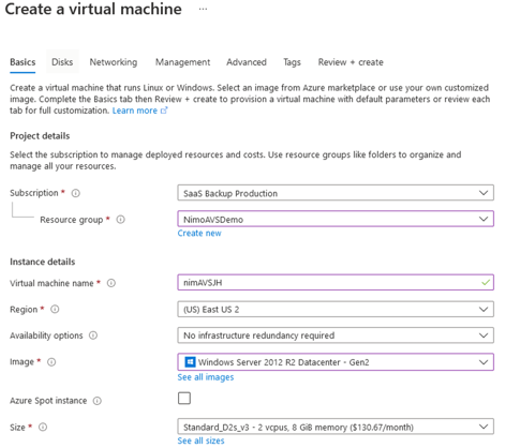 Create a virtual machine ...
Basics Disks Networking Management Advanced Tags Review + create
Create a virtual machine that runs Linux or Windows. Select an image from Azure marketplace or use your own customized
image. Complete the Basics tab then Review + create to provision a virtual machine with default parameters or review each
tab for full customization. Learn more
Project details
Select the subscription to manage deployed resources and costs. Use resource groups like folders to organize and
manage all your resources.
Subscription * SaaS Backup Production
Resource group * NimoAVSDemo
Create new
Instance details
Virtual machine name * nimAVSJH
Region * (US) East US 2
Availability options No infrastructure redundancy required
Image * Windows Server 2012 R2 Datacenter - Gen2
See all images
Azure Spot instance
Size * Standard_D2s_v3 - 2 vcpus, 8 GiB memory ($130.67/month)
See all sizes